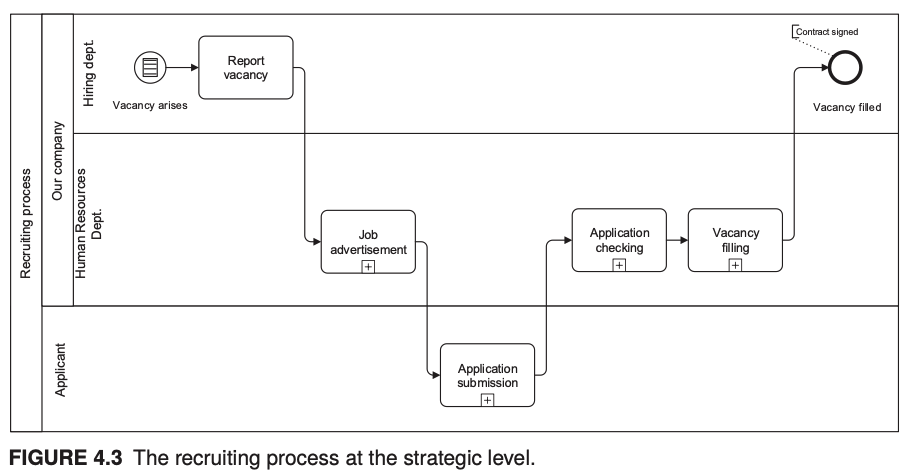 Recruiting process
Our company
Hiring dept.
Vacancy arises
Report
vacancy
Contract signed
Vacancy filled
Human Resources
Dept.
Job
advertisement
Application
checking
Vacancy
filling
Applicant
Application
submission
FIGURE 4.3 The recruiting process at the strategic level.